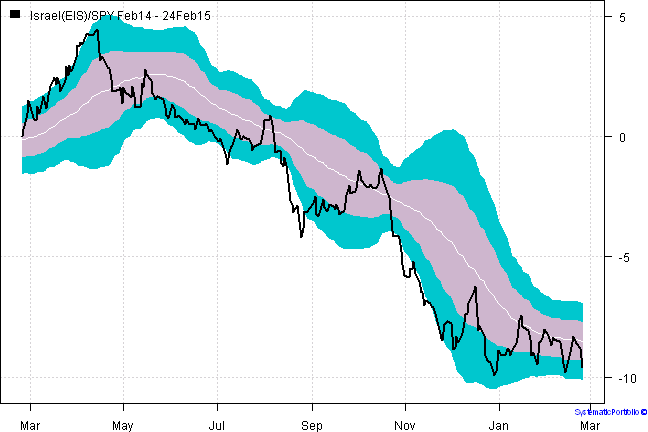 Israel(EIS)/SPY Feb14 - 24Feb15
5
0
-5
-10
SystematicPortfolio ©
Mar May Jul Sep Nov Jan Mar